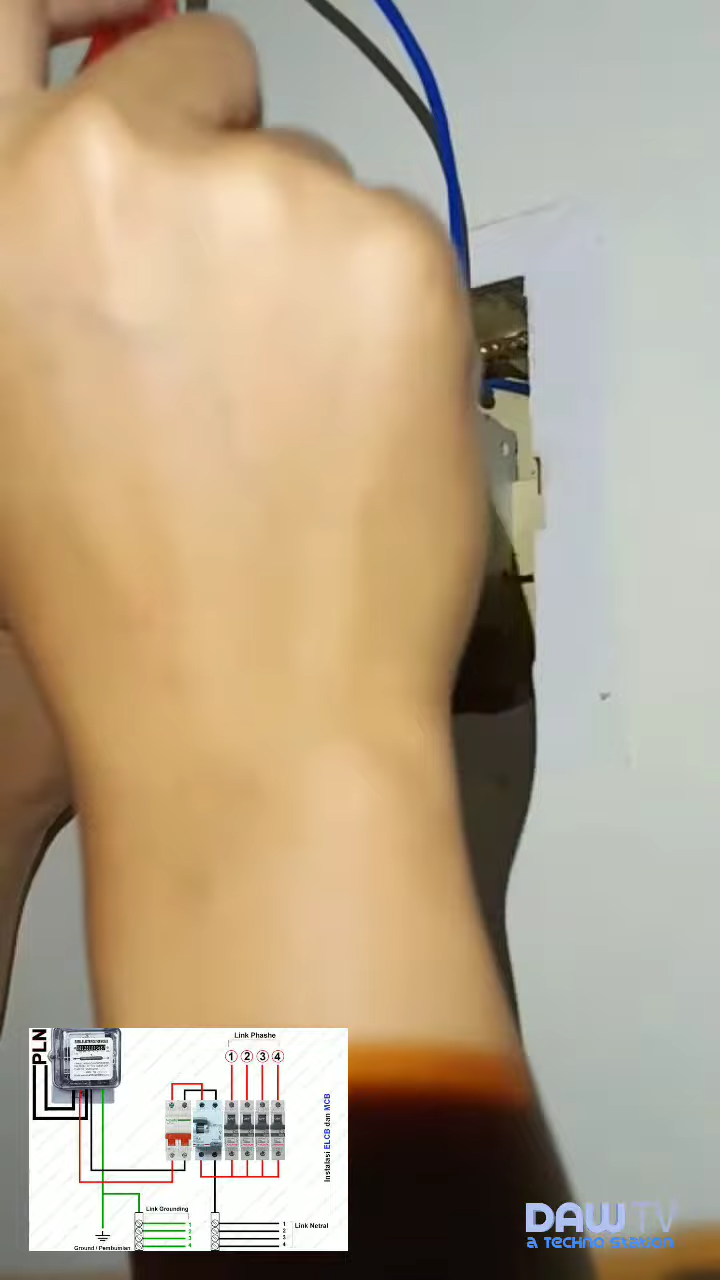 PLN
Link Phashe
1 2 3 4
Instalasi ELCB dan MCB
Link Grounding
1
2
3
4
Ground / Pembumian
1
2
3
4
Link Netral
DAW TV
a TECHNO STATION